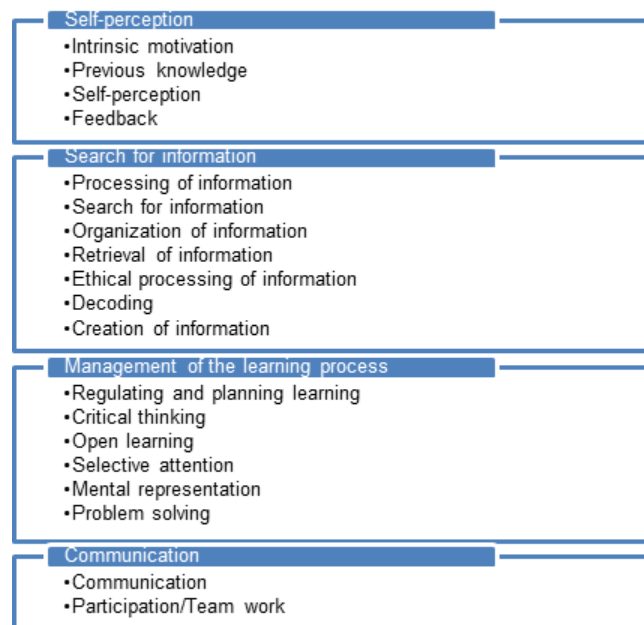 Self-perception
•Intrinsic motivation
•Previous knowledge
•Self-perception
•Feedback
Search for information
•Processing of information
•Search for information
•Organization of information
•Retrieval of information
•Ethical processing of information
•Decoding
•Creation of information
Management of the learning process
•Regulating and planning learning
•Critical thinking
•Open learning
•Selective attention
•Mental representation
•Problem solving
Communication
•Communication
•Participation/Team work